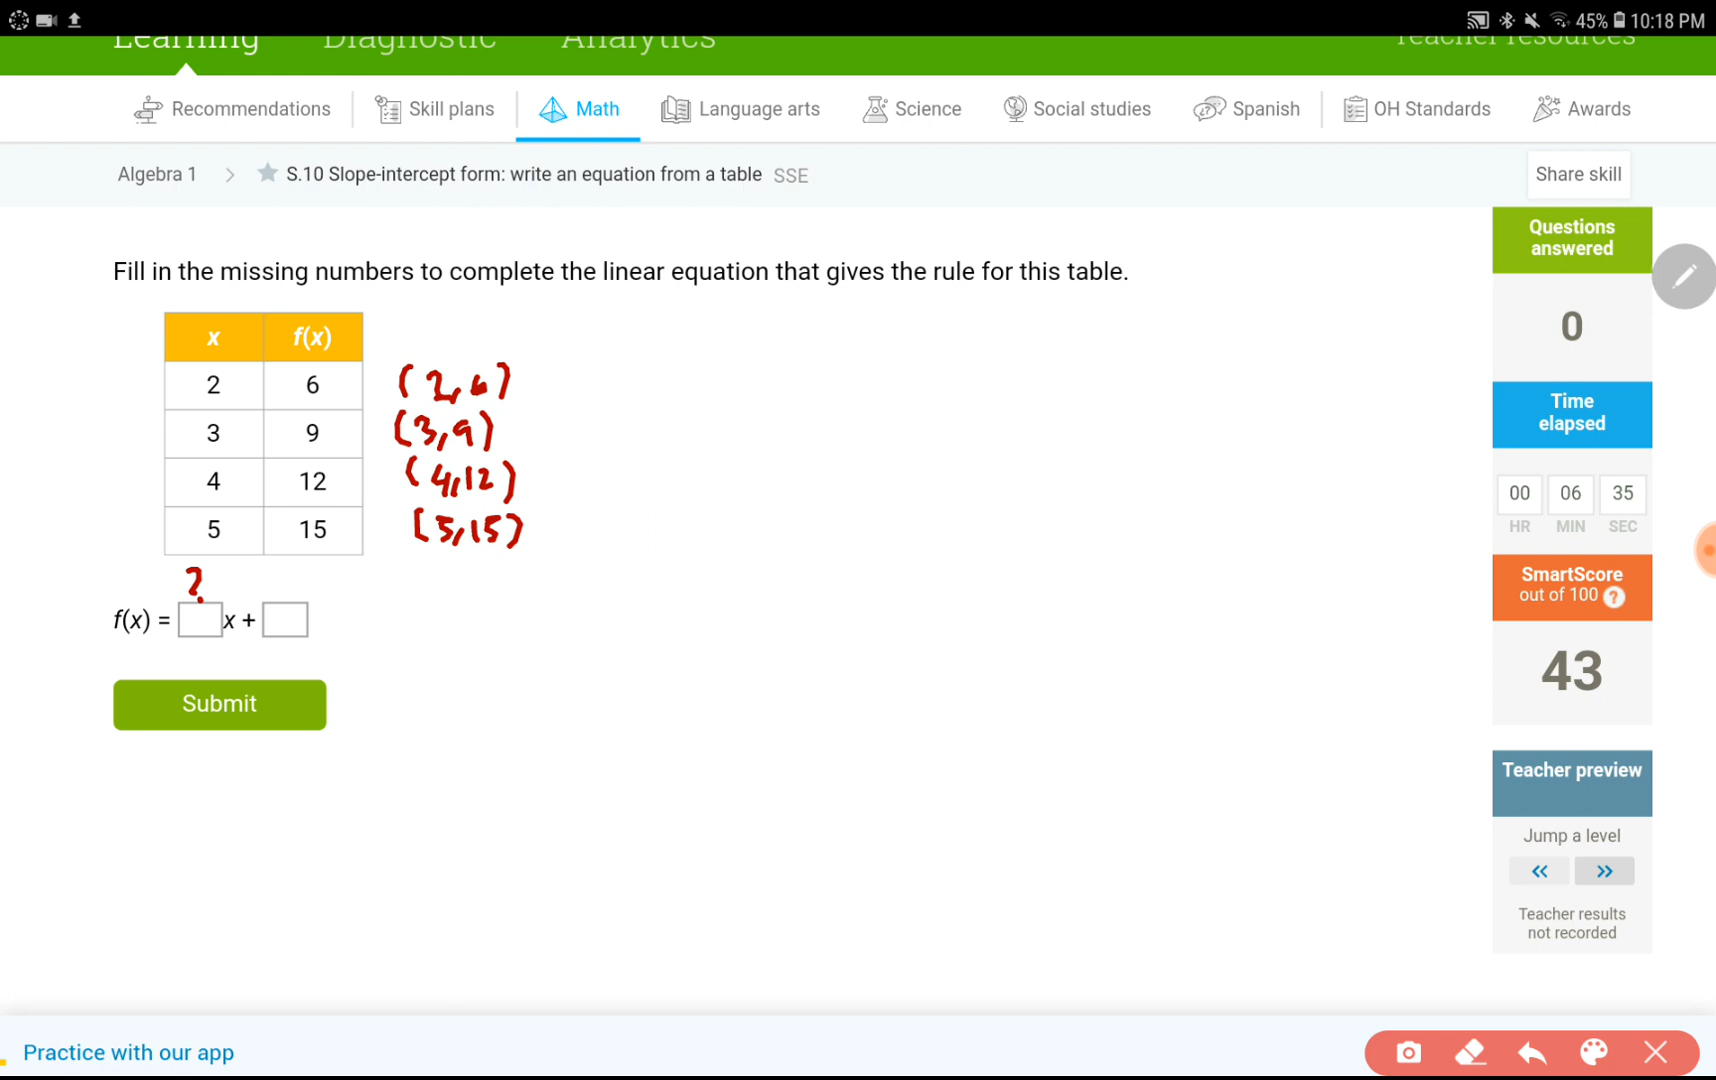 45% 10:18 PM
Learning Diagnostic Analytics Teacher resources
Recommendations Skill plans Math Language arts Science Social studies Spanish OH Standards Awards
Algebra 1 > S.10 Slope-intercept form: write an equation from a table SSE
Share skill
Fill in the missing numbers to complete the linear equation that gives the rule for this table.
x f(x)
2 6 (2,6)
3 9 (3,9)
4 12 (4,12)
5 15 (5,15)
?
f(x) = x +
Submit
Questions
answered
0
Time
elapsed
00 06 35
HR MIN SEC
SmartScore
out of 100 ?
43
Teacher preview
Jump a level
« »
Teacher results
not recorded
Practice with our app